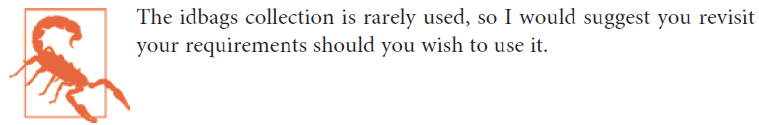 The idbags collection is rarely used, so I would suggest you revisit
your requirements should you wish to use it.